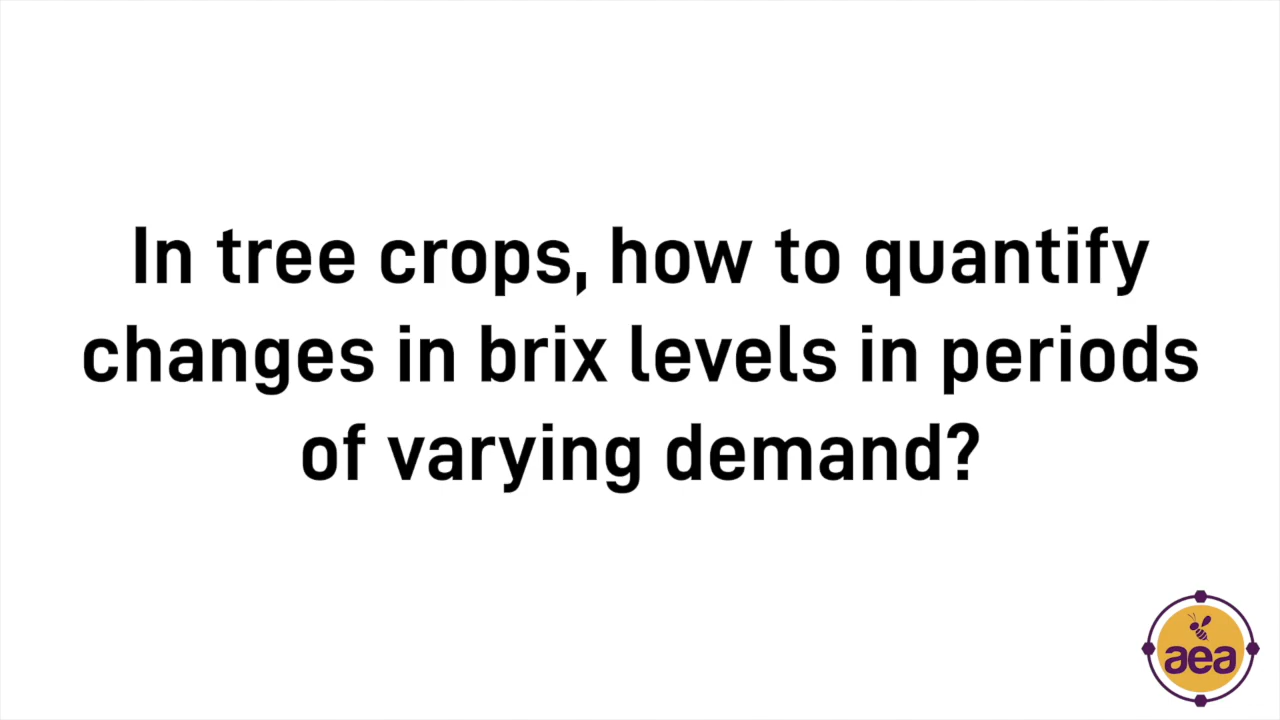 In tree crops, how to quantify
changes in brix levels in periods
of varying demand?
aea